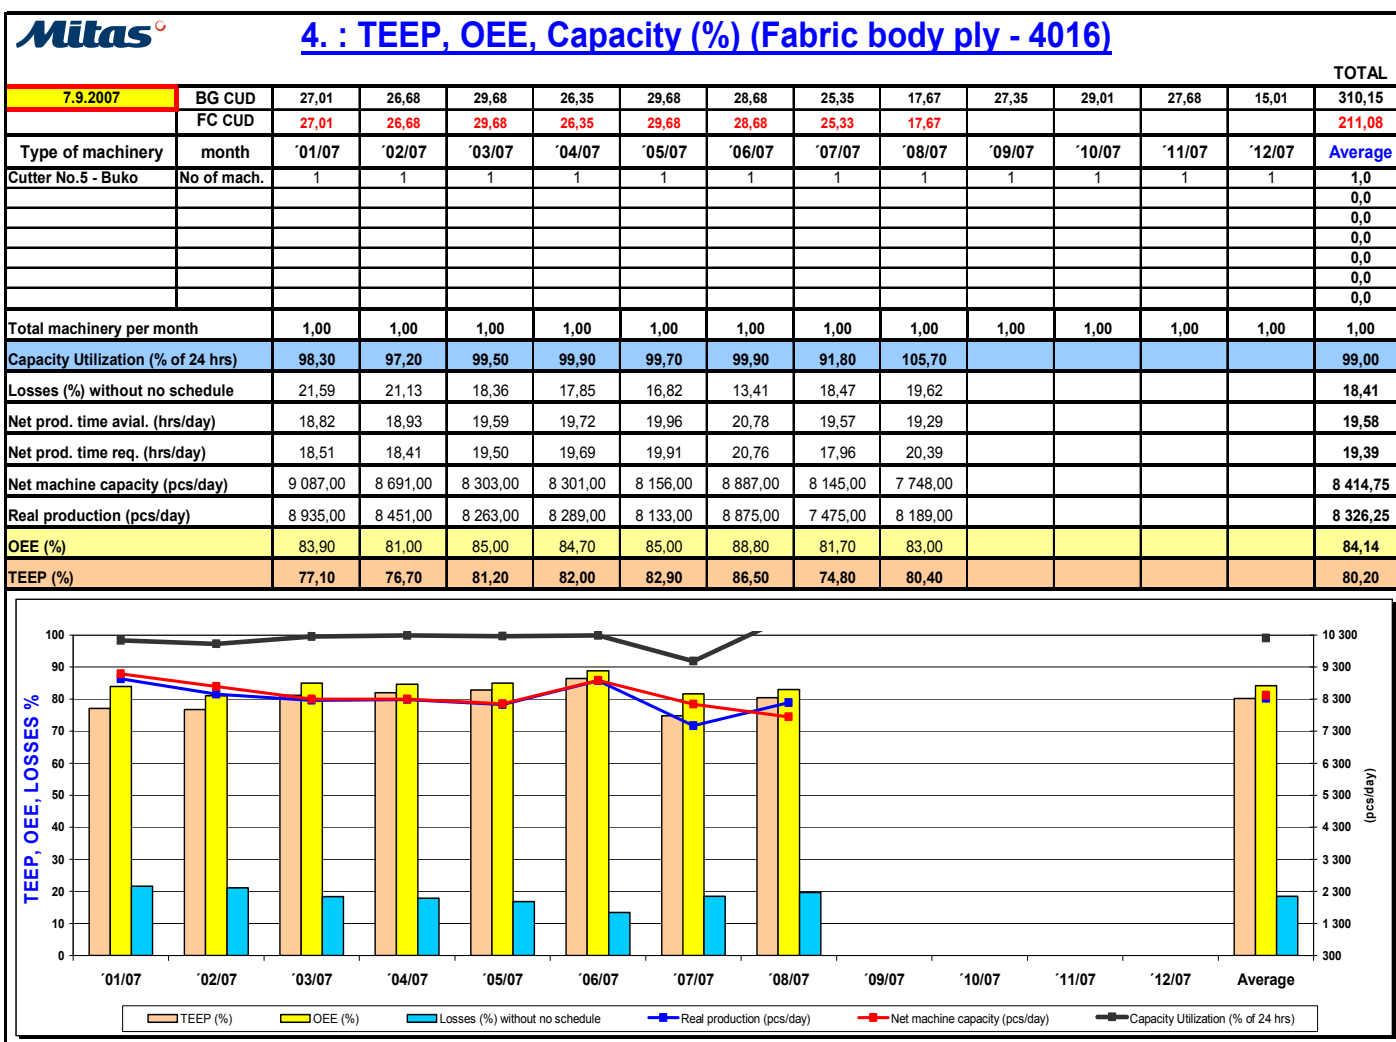 Mitas 4. : TEEP, OEE, Capacity (%) (Fabric body ply - 4016)
TOTAL
7.9.2007 BG CUD 27,01 26,68 29,68 26,35 29,68 28,68 25,35 17,67 27,35 29,01 27,68 15,01 310,15
FC CUD 27,01 26,68 29,68 26,35 29,68 28,68 25,33 17,67 211,08
Type of machinery month ´01/07 ´02/07 ´03/07 ´04/07 ´05/07 ´06/07 ´07/07 ´08/07 ´09/07 ´10/07 ´11/07 ´12/07 Average
Cutter No.5 - Buko No of mach. 1 1 1 1 1 1 1 1 1 1 1 1 1,0
0,0
0,0
0,0
0,0
0,0
0,0
Total machinery per month 1,00 1,00 1,00 1,00 1,00 1,00 1,00 1,00 1,00 1,00 1,00 1,00 1,00
Capacity Utilization (% of 24 hrs) 98,30 97,20 99,50 99,90 99,70 99,90 91,80 105,70 99,00
Losses (%) without no schedule 21,59 21,13 18,36 17,85 16,82 13,41 18,47 19,62 18,41
Net prod. time avial. (hrs/day) 18,82 18,93 19,59 19,72 19,96 20,78 19,57 19,29 19,58
Net prod. time req. (hrs/day) 18,51 18,41 19,50 19,69 19,91 20,76 17,96 20,39 19,39
Net machine capacity (pcs/day) 9 087,00 8 691,00 8 303,00 8 301,00 8 156,00 8 887,00 8 145,00 7 748,00 8 414,75
Real production (pcs/day) 8 935,00 8 451,00 8 263,00 8 289,00 8 133,00 8 875,00 7 475,00 8 189,00 8 326,25
OEE (%) 83,90 81,00 85,00 84,70 85,00 88,80 81,70 83,00 84,14
TEEP (%) 77,10 76,70 81,20 82,00 82,90 86,50 74,80 80,40 80,20
TEEP, OEE, LOSSES %
100 10 300
90 9 300
80 8 300
70 7 300
60 6 300
50 5 300
40 4 300
30 3 300
20 2 300
10 1 300
0 300
(pcs/day)
´01/07 ´02/07 ´03/07 ´04/07 ´05/07 ´06/07 ´07/07 ´08/07 ´09/07 ´10/07 ´11/07 ´12/07 Average
TEEP (%) OEE (%) Losses (%) without no schedule Real production (pcs/day) Net machine capacity (pcs/day) Capacity Utilization (% of 24 hrs)